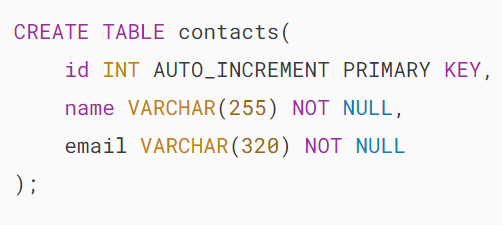 CREATE TABLE contacts(
    id INT AUTO_INCREMENT PRIMARY KEY,
    name VARCHAR(255) NOT NULL,
    email VARCHAR(320) NOT NULL
);